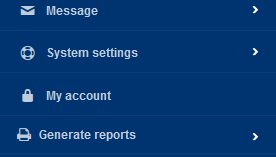 Message
System settings
My account
Generate reports